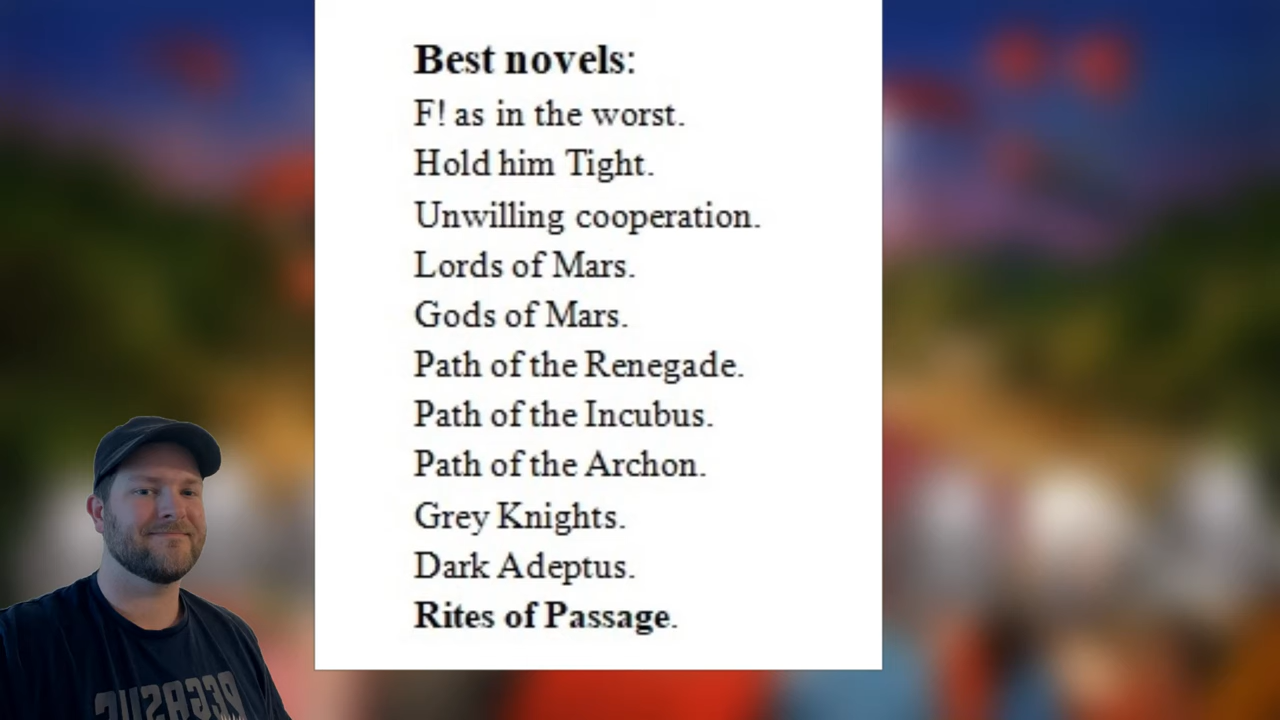 Best novels:
F! as in the worst.
Hold him Tight.
Unwilling cooperation.
Lords of Mars.
Gods of Mars.
Path of the Renegade.
Path of the Incubus.
Path of the Archon.
Grey Knights.
Dark Adeptus.
Rites of Passage.